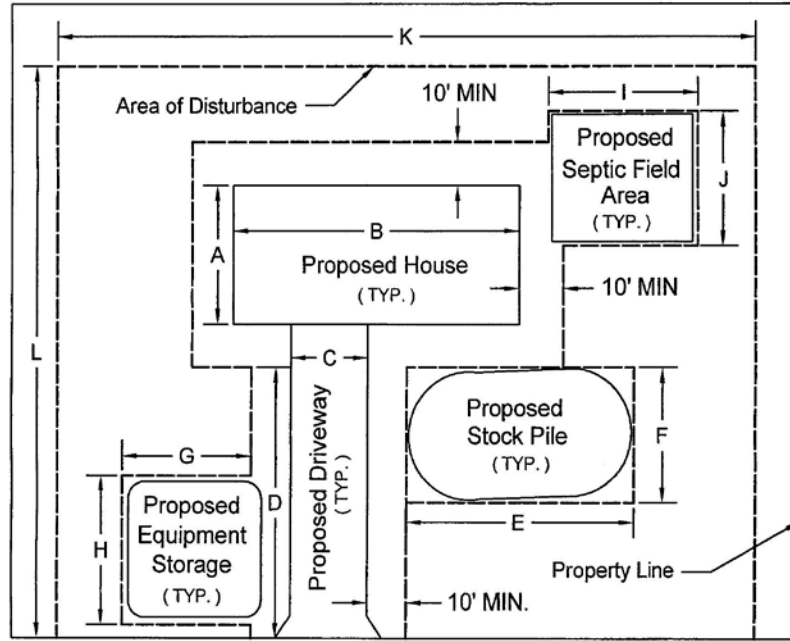 K
Area of Disturbance
10' MIN
I
Proposed
Septic Field
Area
(TYP.)
J
A
B
Proposed House
(TYP.)
10' MIN
L
C
Proposed Driveway
(TYP.)
D
Proposed
Stock Pile
(TYP.)
F
E
G
H
Proposed
Equipment
Storage
(TYP.)
10' MIN.
Property Line